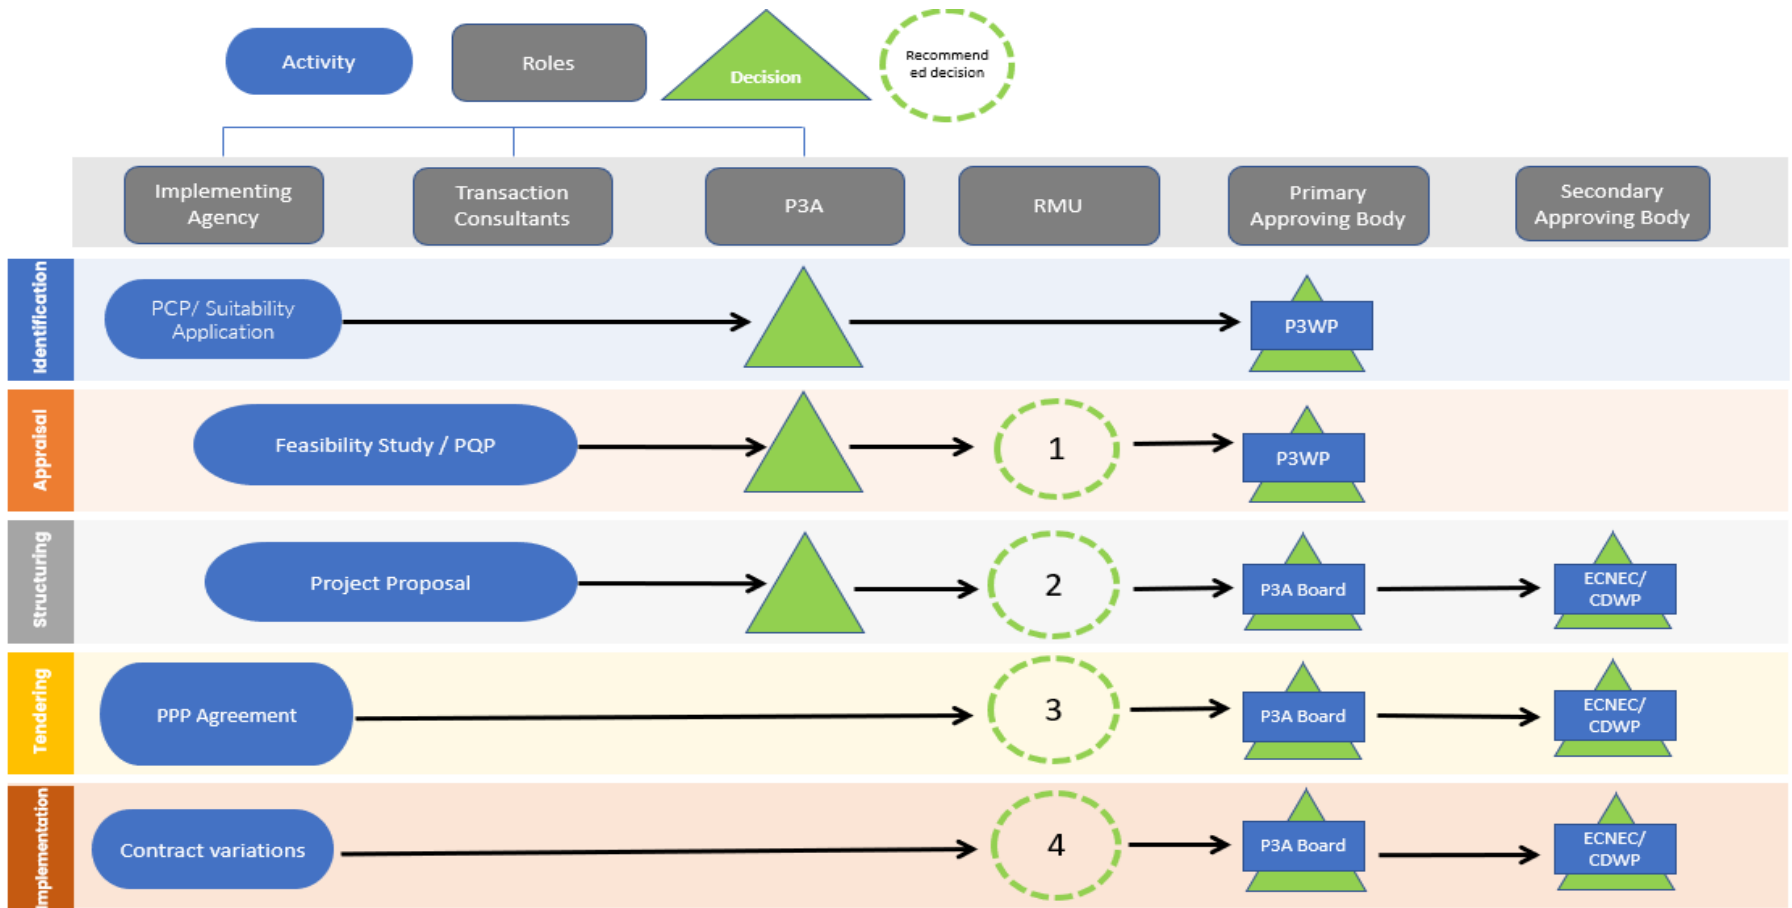 Activity
Roles
Decision
Recommend
ed decision
Implementing
Agency
Transaction
Consultants
P3A
RMU
Primary
Approving Body
Secondary
Approving Body
Identification
PCP/ Suitability
Application
P3WP
Appraisal
Feasibility Study / PQP
1
P3WP
Structuring
Project Proposal
2
P3A Board
ECNEC/
CDWP
Tendering
PPP Agreement
3
P3A Board
ECNEC/
CDWP
Implementation
Contract variations
4
P3A Board
ECNEC/
CDWP